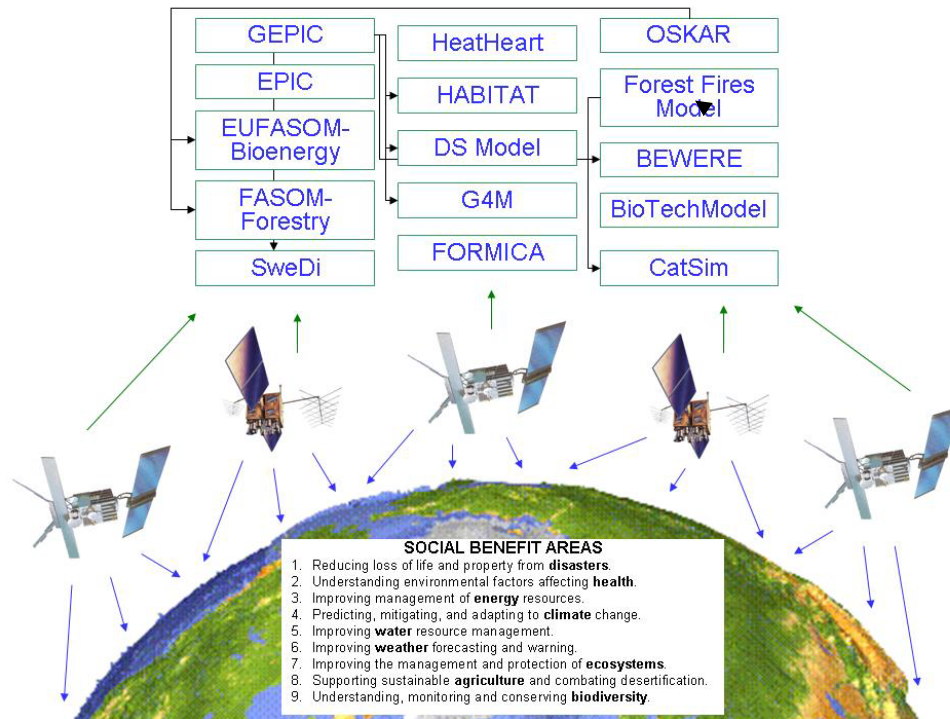 GEPIC
EPIC
EUFASOM-
Bioenergy
FASOM-
Forestry
SweDi
HeatHeart
HABITAT
DS Model
G4M
FORMICA
OSKAR
Forest Fires
Model
BEWERE
BioTechModel
CatSim
SOCIAL BENEFIT AREAS
1. Reducing loss of life and property from disasters.
2. Understanding environmental factors affecting health.
3. Improving management of energy resources.
4. Predicting, mitigating, and adapting to climate change.
5. Improving water resource management.
6. Improving weather forecasting and warning.
7. Improving the management and protection of ecosystems.
8. Supporting sustainable agriculture and combating desertification.
9. Understanding, monitoring and conserving biodiversity.